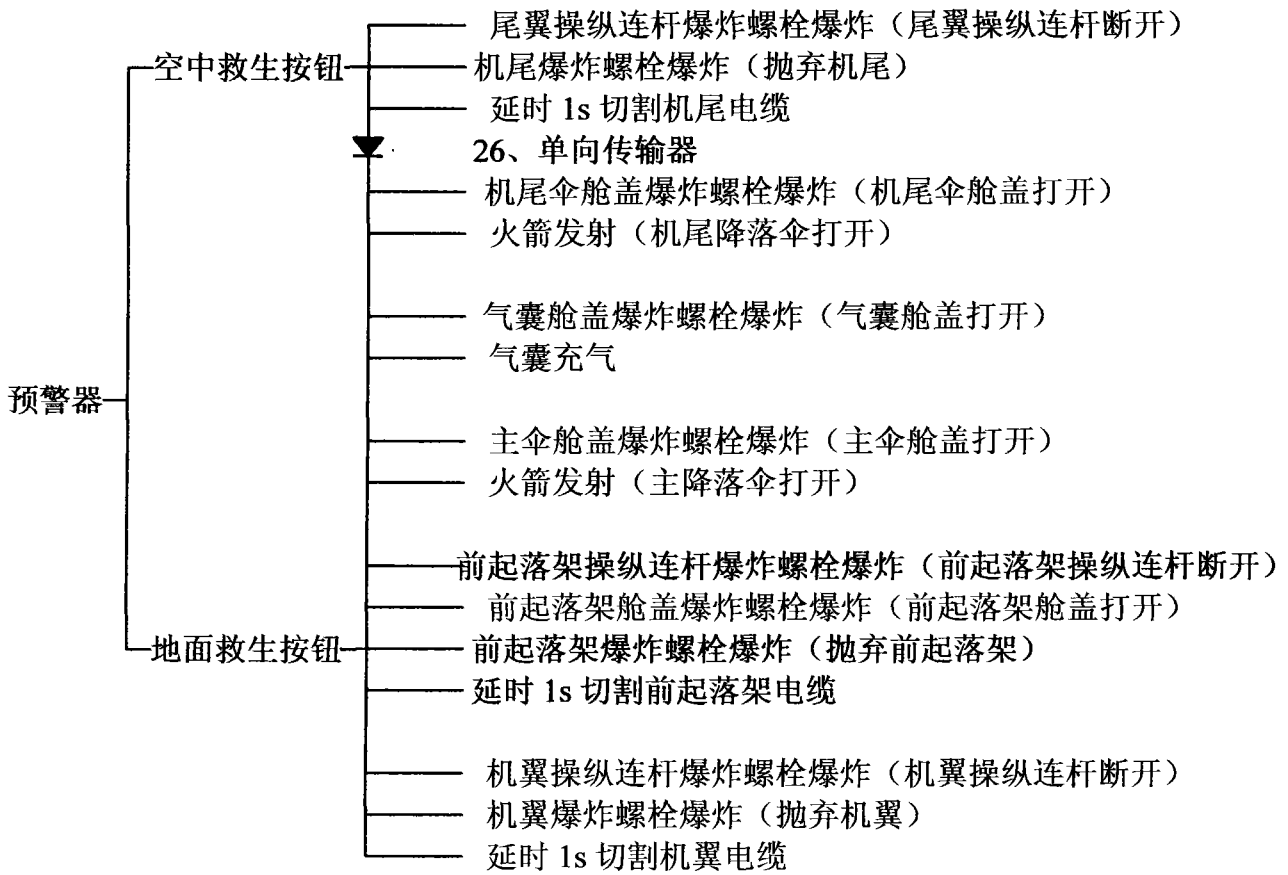 尾翼操纵连杆爆炸螺栓爆炸（尾翼操纵连杆断开）
空中救生按钮
机尾爆炸螺栓爆炸（抛弃机尾）
延时 1s 切割机尾电缆
26、单向传输器
机尾伞舱盖爆炸螺栓爆炸（机尾伞舱盖打开）
火箭发射（机尾降落伞打开）
气囊舱盖爆炸螺栓爆炸（气囊舱盖打开）
气囊充气
预警器
主伞舱盖爆炸螺栓爆炸（主伞舱盖打开）
火箭发射（主降落伞打开）
前起落架操纵连杆爆炸螺栓爆炸（前起落架操纵连杆断开）
前起落架舱盖爆炸螺栓爆炸（前起落架舱盖打开）
地面救生按钮
前起落架爆炸螺栓爆炸（抛弃前起落架）
延时 1s 切割前起落架电缆
机翼操纵连杆爆炸螺栓爆炸（机翼操纵连杆断开）
机翼爆炸螺栓爆炸（抛弃机翼）
延时 1s 切割机翼电缆